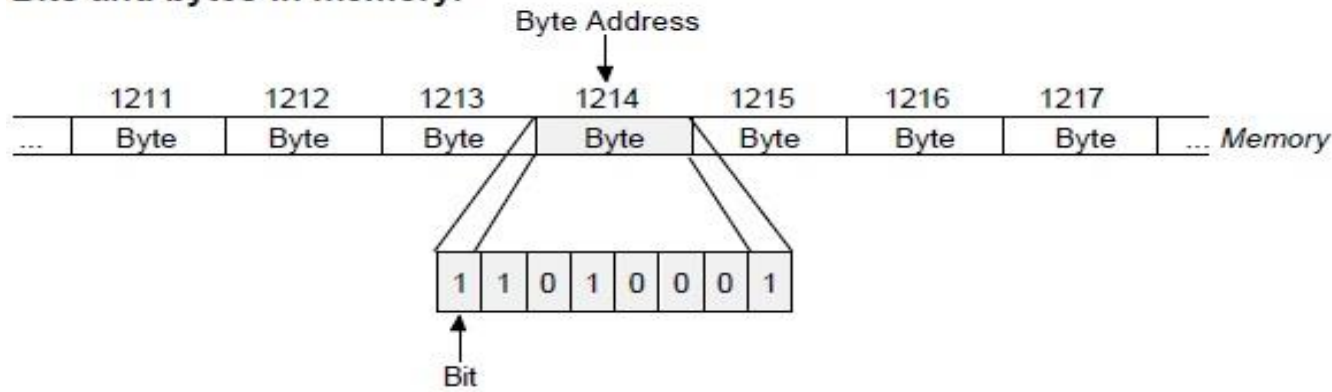 Byte Address
1211 1212 1213 1214 1215 1216 1217
... Byte Byte Byte Byte Byte Byte Byte ... Memory
1 1 0 1 0 0 0 1
Bit